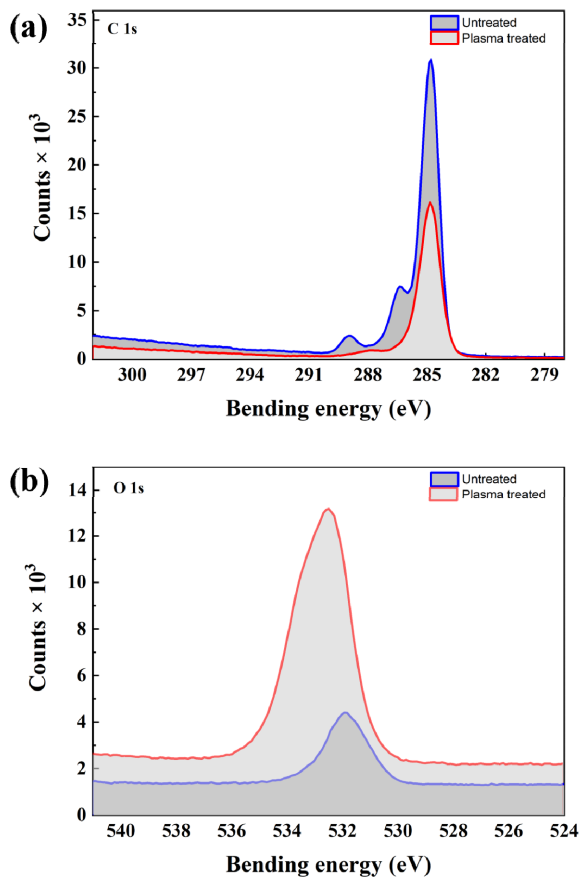 (a)
C 1s
Untreated
Plasma treated
35
30
25
20
15
10
5
0
Counts × 10³
300 297 294 291 288 285 282 279
Bending energy (eV)
(b)
O 1s
Untreated
Plasma treated
14
12
10
8
6
4
2
0
Counts × 10³
540 538 536 534 532 530 528 526 524
Bending energy (eV)